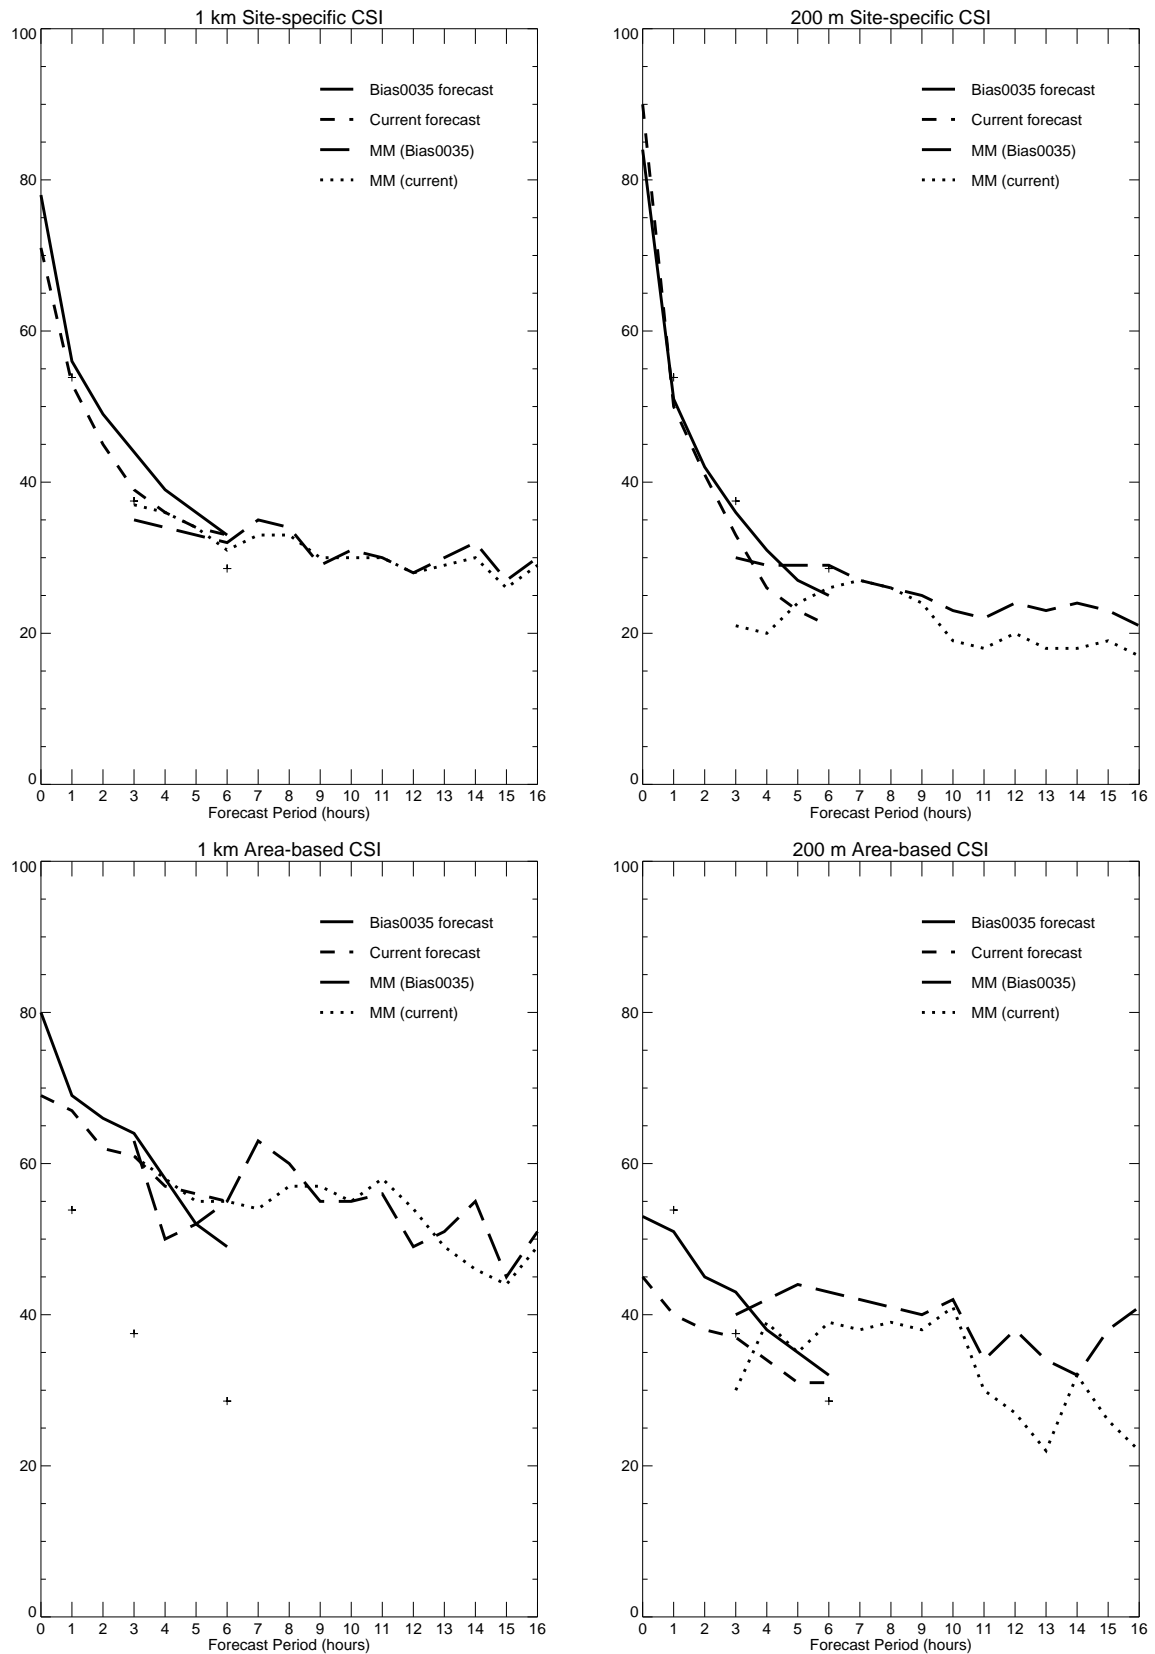 1 km Site-specific CSI
100
80
60
40
20
0
Bias0035 forecast
Current forecast
MM (Bias0035)
MM (current)
0 1 2 3 4 5 6 7 8 9 10 11 12 13 14 15 16
Forecast Period (hours)
200 m Site-specific CSI
100
80
60
40
20
0
Bias0035 forecast
Current forecast
MM (Bias0035)
MM (current)
0 1 2 3 4 5 6 7 8 9 10 11 12 13 14 15 16
Forecast Period (hours)
1 km Area-based CSI
100
80
60
40
20
0
Bias0035 forecast
Current forecast
MM (Bias0035)
MM (current)
0 1 2 3 4 5 6 7 8 9 10 11 12 13 14 15 16
Forecast Period (hours)
200 m Area-based CSI
100
80
60
40
20
0
Bias0035 forecast
Current forecast
MM (Bias0035)
MM (current)
0 1 2 3 4 5 6 7 8 9 10 11 12 13 14 15 16
Forecast Period (hours)